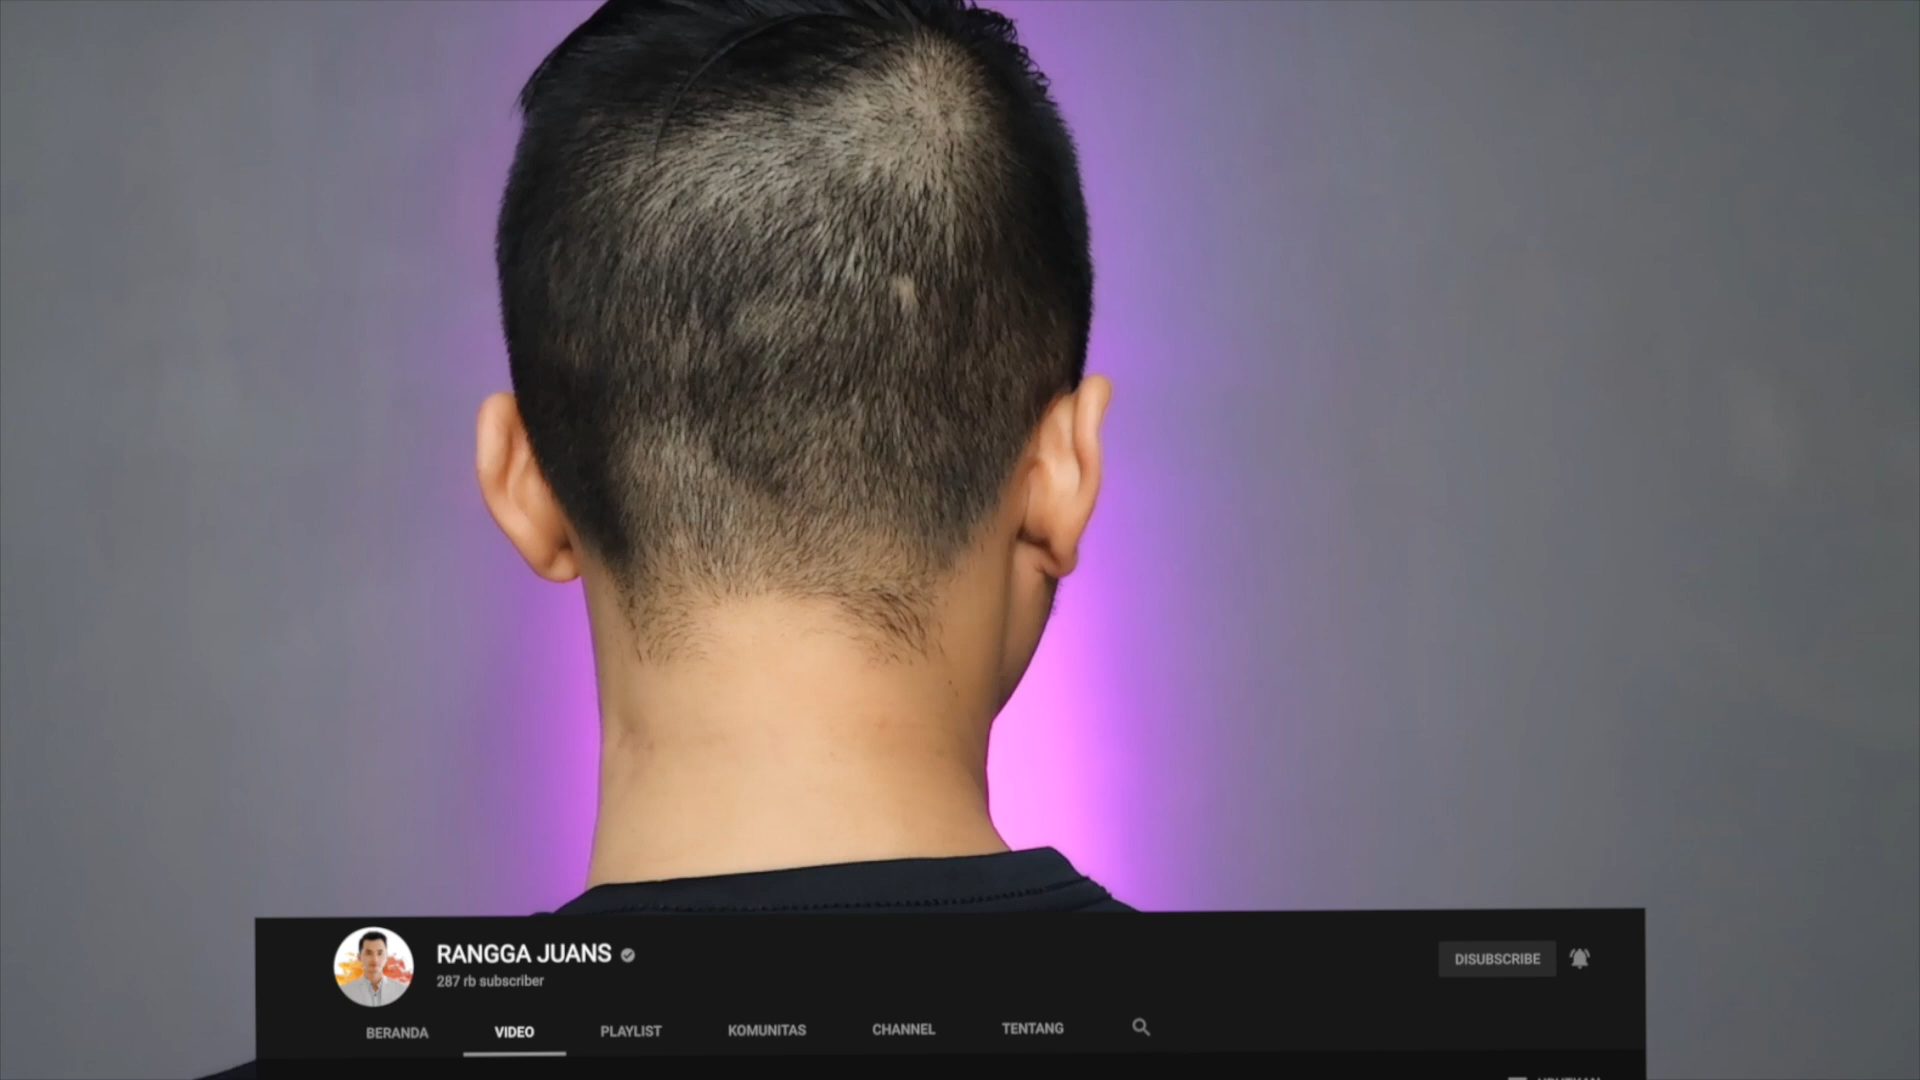 RANGGA JUANS
287 rb subscriber
DISUBSCRIBE
BERANDA VIDEO PLAYLIST KOMUNITAS CHANNEL TENTANG